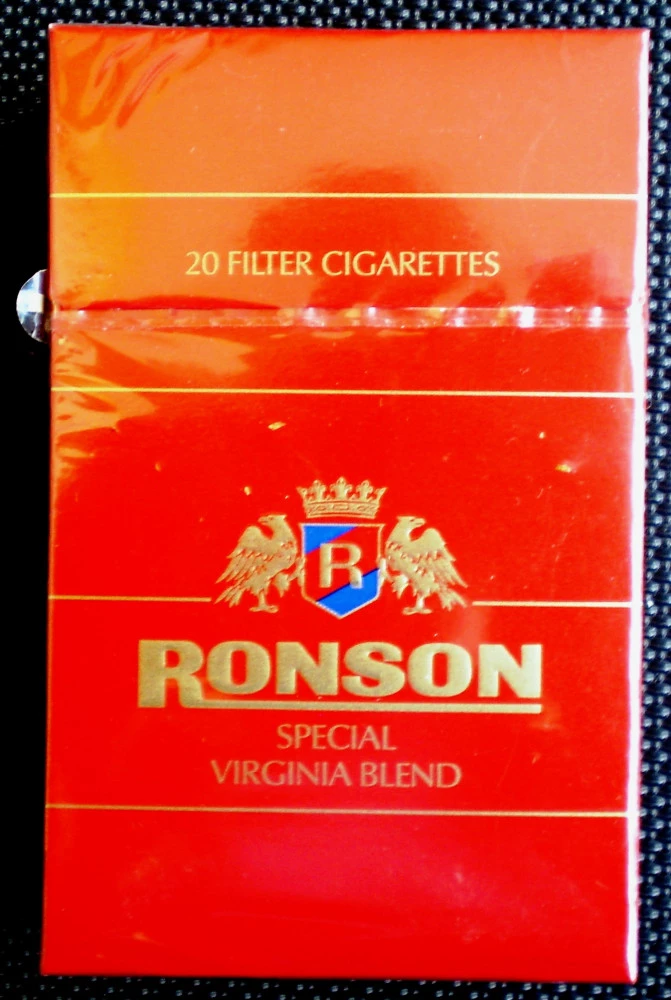 20 FILTER CIGARETTES
R
RONSON
SPECIAL
VIRGINIA BLEND